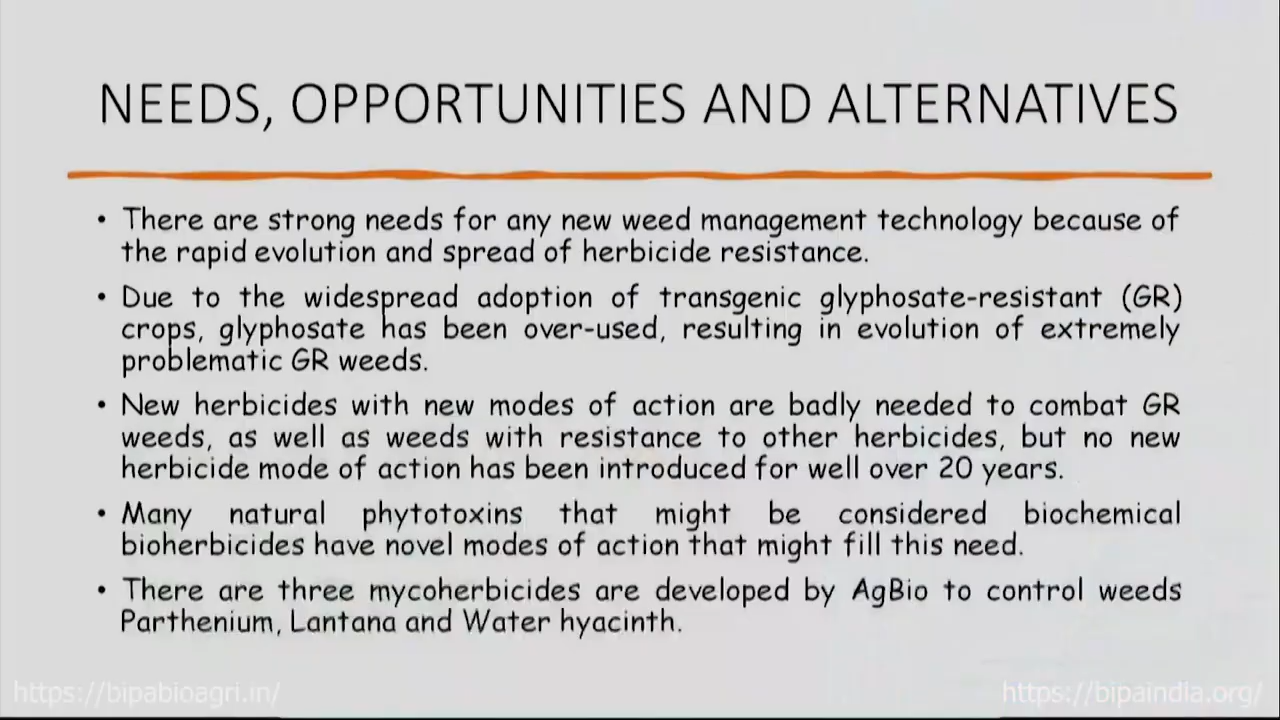 NEEDS, OPPORTUNITIES AND ALTERNATIVES
• There are strong needs for any new weed management technology because of
the rapid evolution and spread of herbicide resistance.
• Due to the widespread adoption of transgenic glyphosate-resistant (GR)
crops, glyphosate has been over-used, resulting in evolution of extremely
problematic GR weeds.
• New herbicides with new modes of action are badly needed to combat GR
weeds, as well as weeds with resistance to other herbicides, but no new
herbicide mode of action has been introduced for well over 20 years.
• Many natural phytotoxins that might be considered biochemical
bioherbicides have novel modes of action that might fill this need.
• There are three mycoherbicides are developed by AgBio to control weeds
Parthenium, Lantana and Water hyacinth.
https://bipabioagri.in/
https://bipaindia.org/